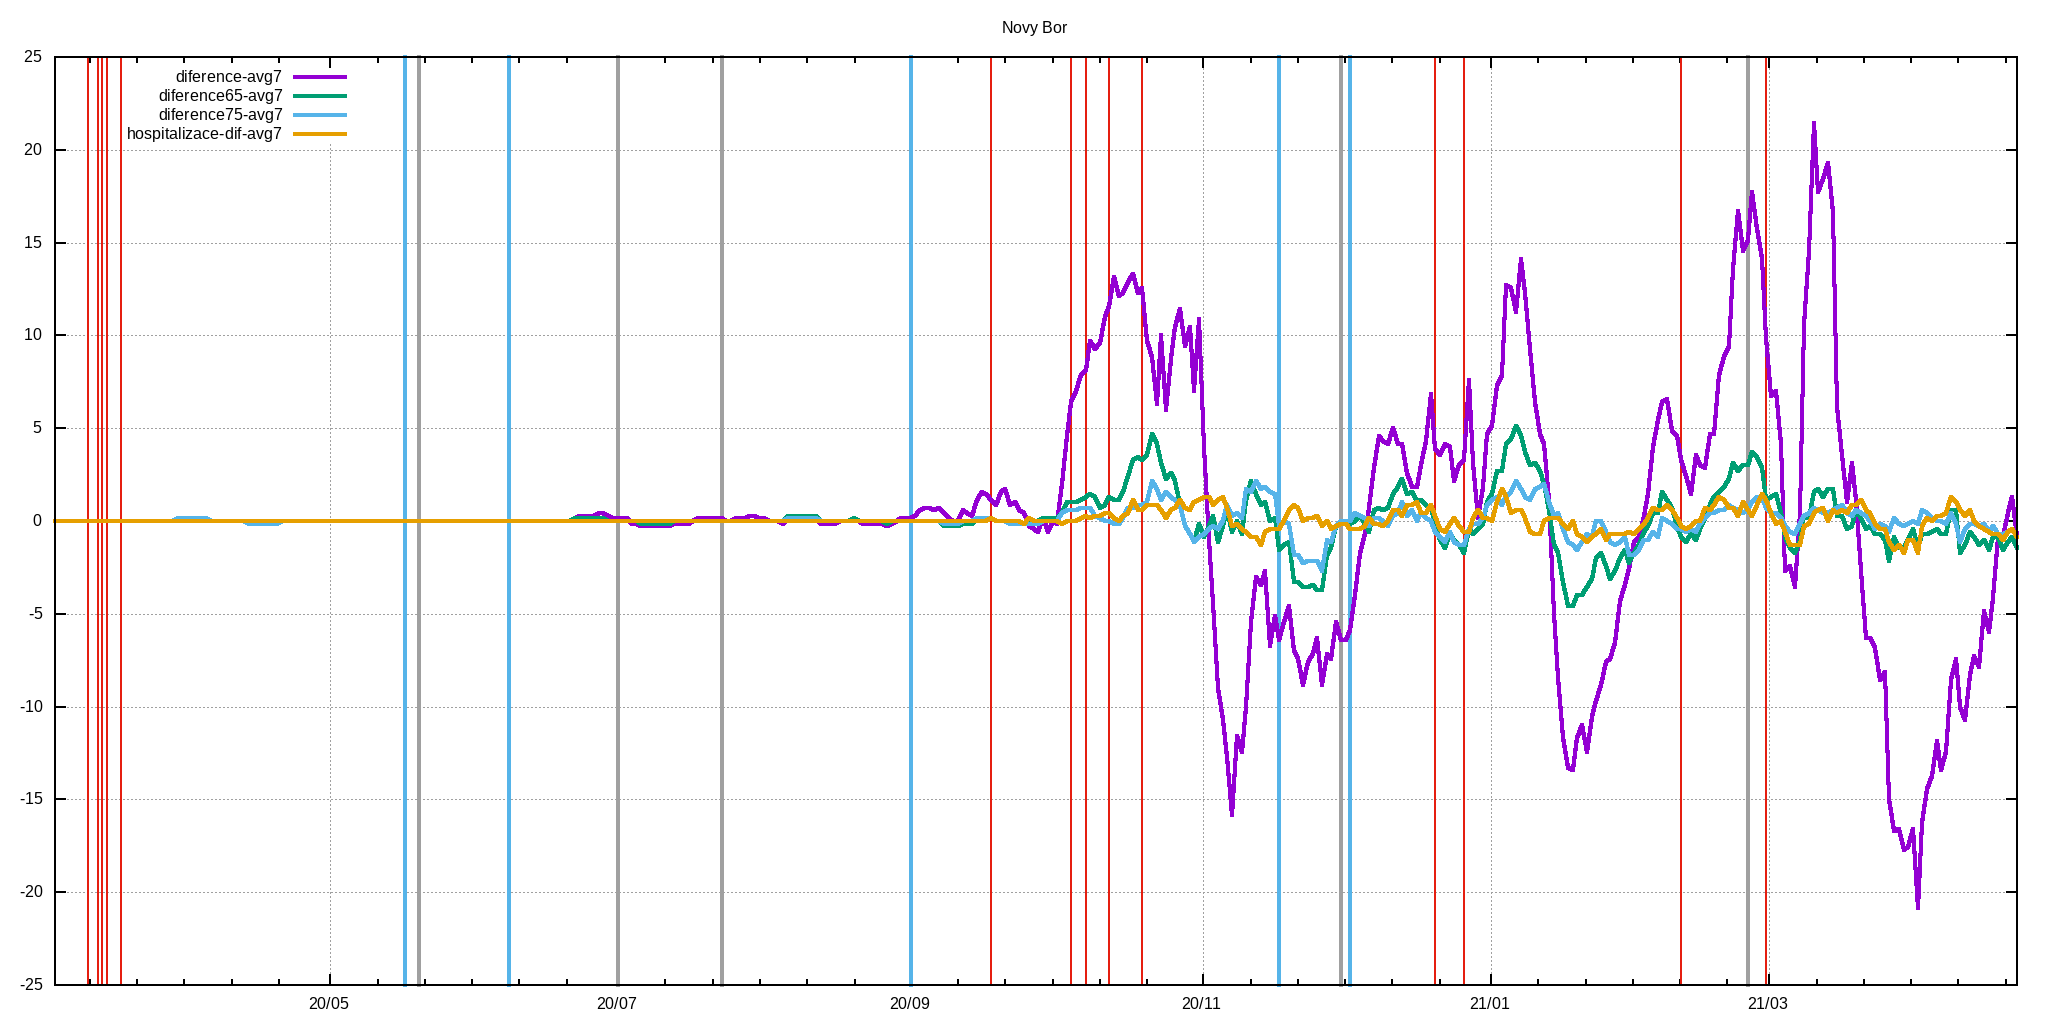 Novy Bor
diference-avg7
diference65-avg7
diference75-avg7
hospitalizace-dif-avg7
25
20
15
10
5
0
-5
-10
-15
-20
-25
20/05 20/07 20/09 20/11 21/01 21/03